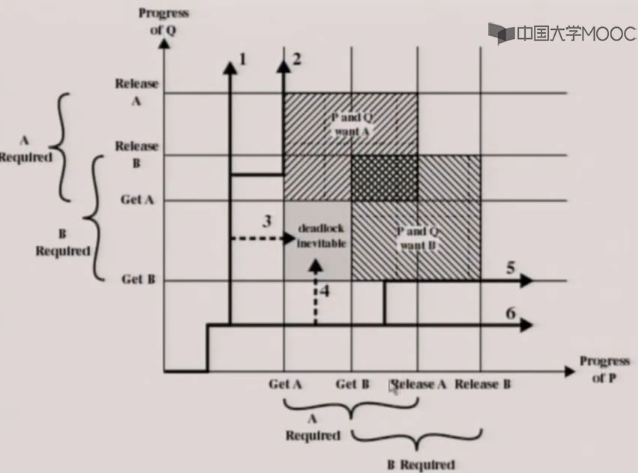 Progress
of Q
中国大学MOOC
1
2
Release
A
P and Q
want A
A
Required
Release
B
Get A
3
deadlock
inevitable
P and Q
want B
B
Required
5
Get B
4
6
Progress
of P
Get A
Get B
Release A
Release B
A
Required
B Required